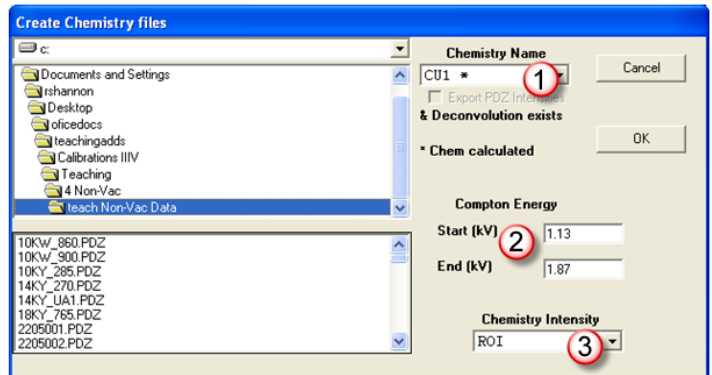 Create Chemistry files
c:
Documents and Settings
rshannon
Desktop
oficedocs
teachingadds
Calibrations IIIV
Teaching
4 Non-Vac
teach Non-Vac Data
10KW_860.PDZ
10KW_900.PDZ
10KY_285.PDZ
14KY_270.PDZ
14KY_UA1.PDZ
18KY_765.PDZ
2205001.PDZ
2205002.PDZ
Chemistry Name
CU1 *
1
Export PDZ Intensities
& Deconvolution exists
* Chem calculated
Cancel
OK
Compton Energy
Start (kV)
2
1.13
End (kV)
1.87
Chemistry Intensity
ROI
3